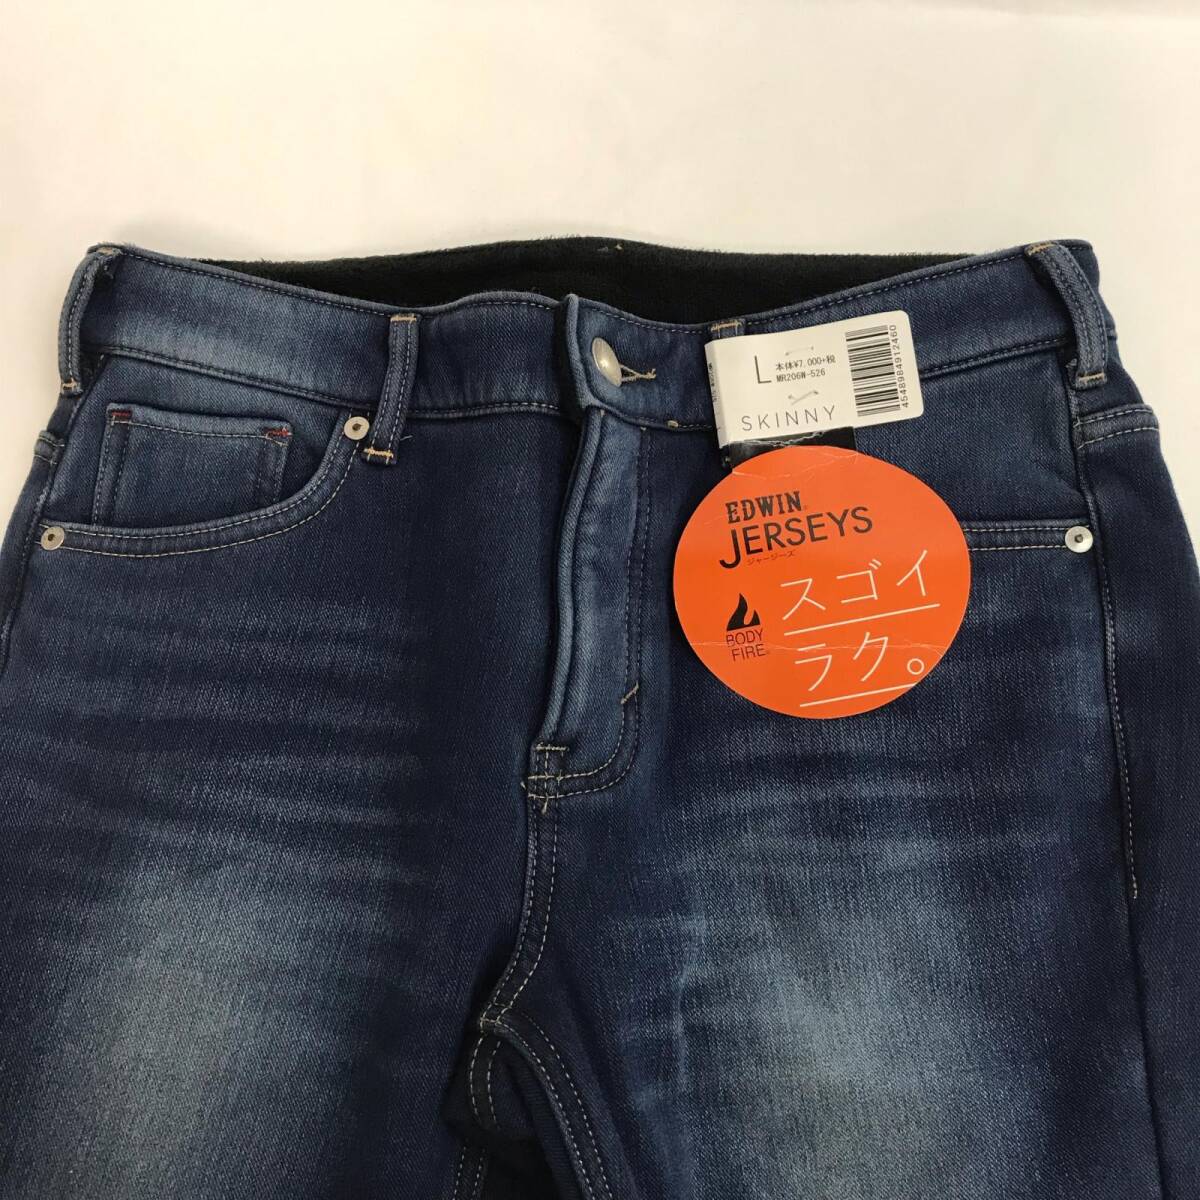 L
本体¥7,000+税
MR206W-526
SKINNY
4548984912460
EDWIN®
JERSEYS
ジャージーズ
BODY
FIRE®
スゴイ
ラク。